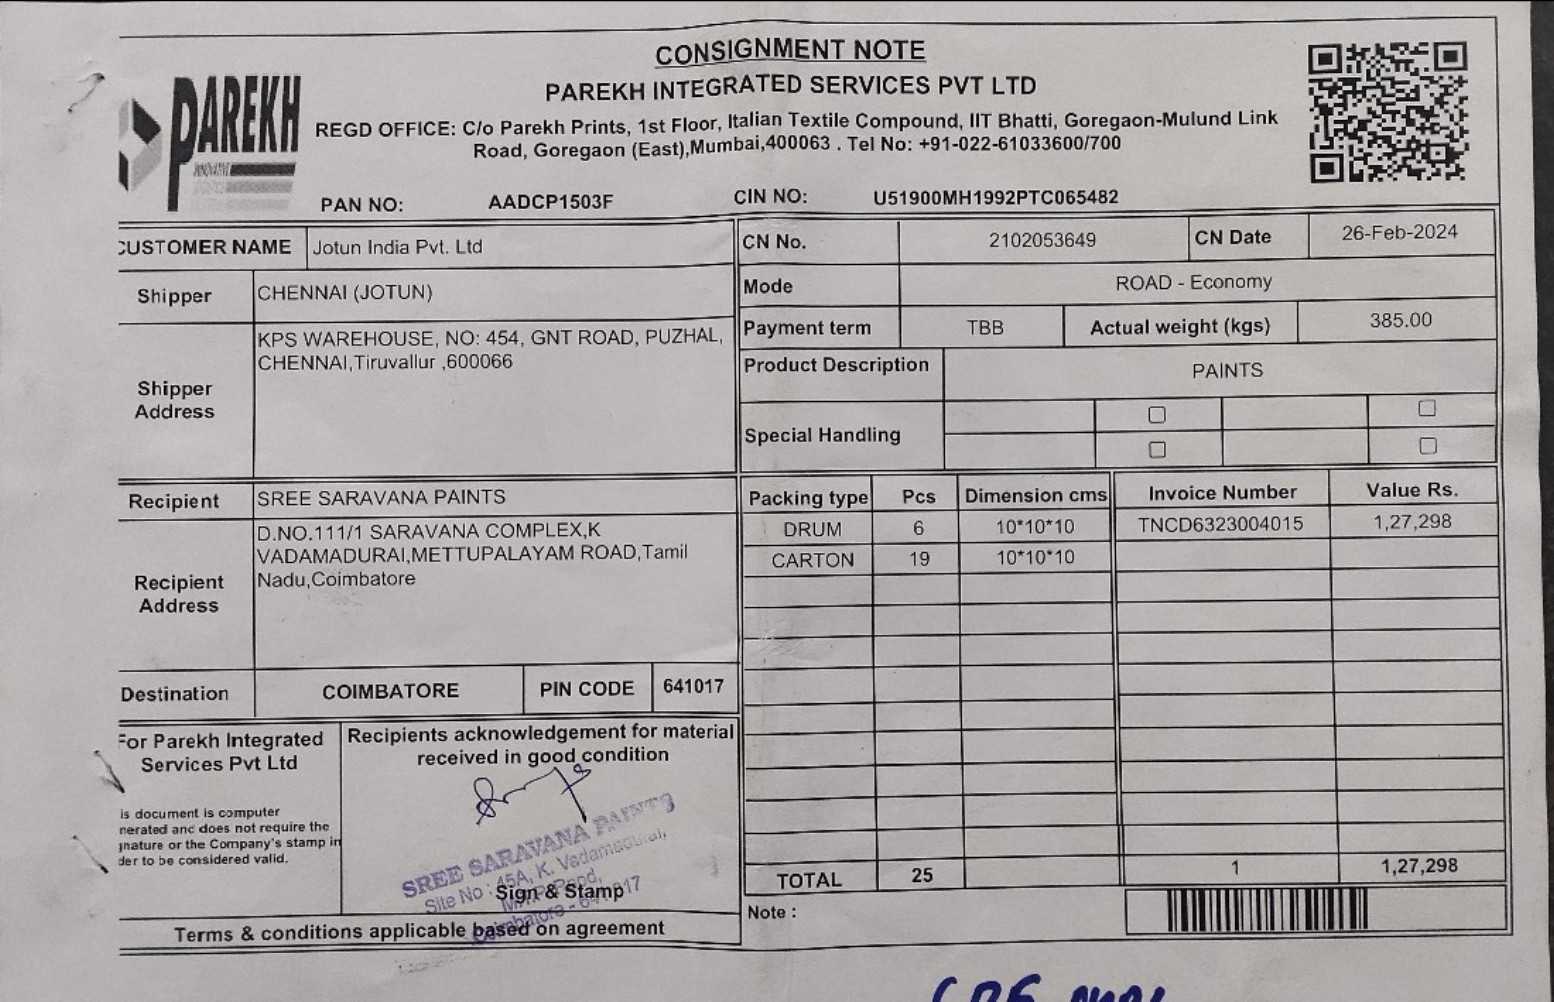 CONSIGNMENT NOTE
PAREKH INTEGRATED SERVICES PVT LTD
PAREKH
REGD OFFICE: C/o Parekh Prints, 1st Floor, Italian Textile Compound, IIT Bhatti, Goregaon-Mulund Link
Road, Goregaon (East),Mumbai,400063 . Tel No: +91-022-61033600/700
PAN NO: AADCP1503F CIN NO: U51900MH1992PTC065482
CUSTOMER NAME Jotun India Pvt. Ltd
CN No. 2102053649 CN Date 26-Feb-2024
Shipper CHENNAI (JOTUN)
Mode ROAD - Economy
Shipper
Address
KPS WAREHOUSE, NO: 454, GNT ROAD, PUZHAL,
CHENNAI,Tiruvallur ,600066
Payment term TBB Actual weight (kgs) 385.00
Product Description PAINTS
Special Handling
Recipient SREE SARAVANA PAINTS
Recipient
Address
D.NO.111/1 SARAVANA COMPLEX,K
VADAMADURAI,METTUPALAYAM ROAD,Tamil
Nadu,Coimbatore
Packing type Pcs Dimension cms Invoice Number Value Rs.
DRUM 6 10*10*10 TNCD6323004015 1,27,298
CARTON 19 10*10*10
TOTAL 25 1 1,27,298
Note :
Destination COIMBATORE PIN CODE 641017
For Parekh Integrated
Services Pvt Ltd
is document is computer
nerated and does not require the
gnature or the Company's stamp in
der to be considered valid.
Recipients acknowledgement for material
received in good condition
SREE SARAVANA PAINTS
Site No : 45A, K. Vadamadurai,
Road,
Coimbatore - 641 017
Sign & Stamp
Terms & conditions applicable based on agreement